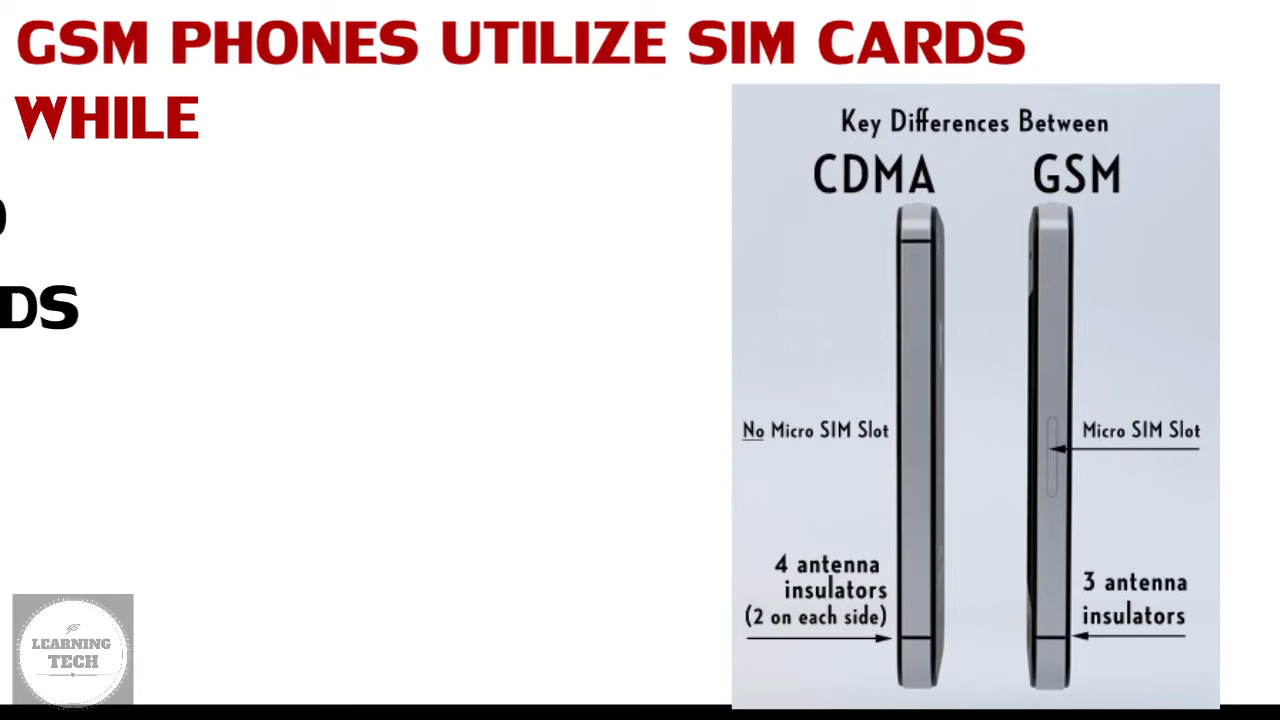 GSM PHONES UTILIZE SIM CARDS
WHILE
DS
Key Differences Between
CDMA GSM
No Micro SIM Slot
Micro SIM Slot
4 antenna
insulators
(2 on each side)
3 antenna
insulators
LEARNING
TECH